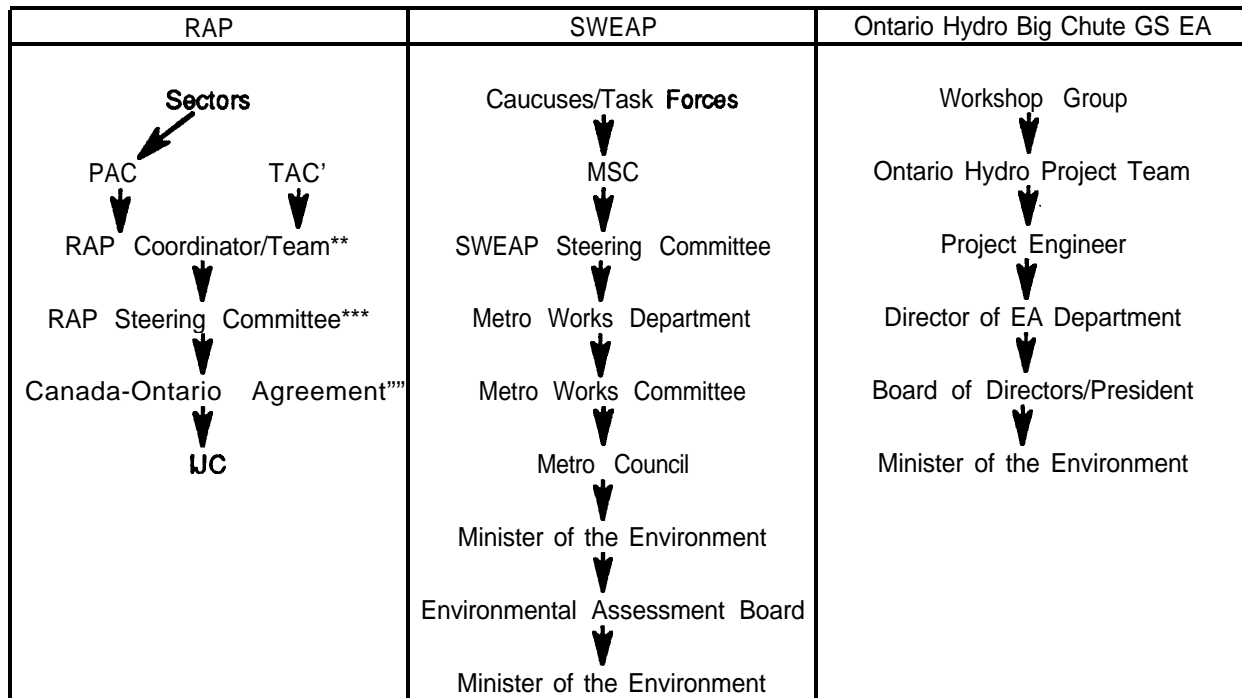 RAP
SWEAP
Ontario Hydro Big Chute GS EA
Sectors
PAC TAC'
RAP Coordinator/Team**
RAP Steering Committee***
Canada-Ontario Agreement""
IJC
Caucuses/Task Forces
MSC
SWEAP Steering Committee
Metro Works Department
Metro Works Committee
Metro Council
Minister of the Environment
Environmental Assessment Board
Minister of the Environment
Workshop Group
Ontario Hydro Project Team
Project Engineer
Director of EA Department
Board of Directors/President
Minister of the Environment